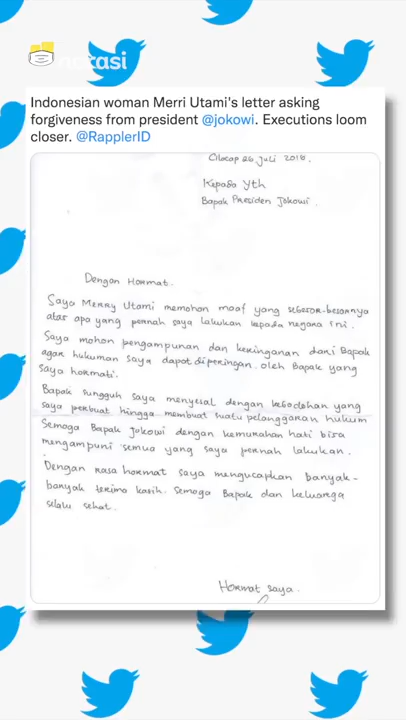 narasi
Indonesian woman Merri Utami's letter asking
forgiveness from president @jokowi. Executions loom
closer. @RapplerID
Cilacap 26 Juli 2016.
Kepada Yth
Bapak Presiden Jokowi.
Dengan Hormat.
Saya Merry Utami memohon maaf yang sebesar-besarnya
atas apa yang pernah saya lakukan kepada negara ini.
Saya mohon pengampunan dan keringanan dari Bapak
agar hukuman saya dapat diperingan oleh Bapak yang
saya hormati.
Bapak sungguh saya menyesal dengan kebodohan yang
saya perbuat hingga membuat suatu pelanggaran hukum
Semoga Bapak Jokowi dengan kemurahan hati bisa
mengampuni semua yang saya pernah lakukan.
Dengan rasa hormat saya mengucapkan banyak-
banyak terima kasih. Semoga Bapak dan keluarga
selalu sehat.
Hormat saya.